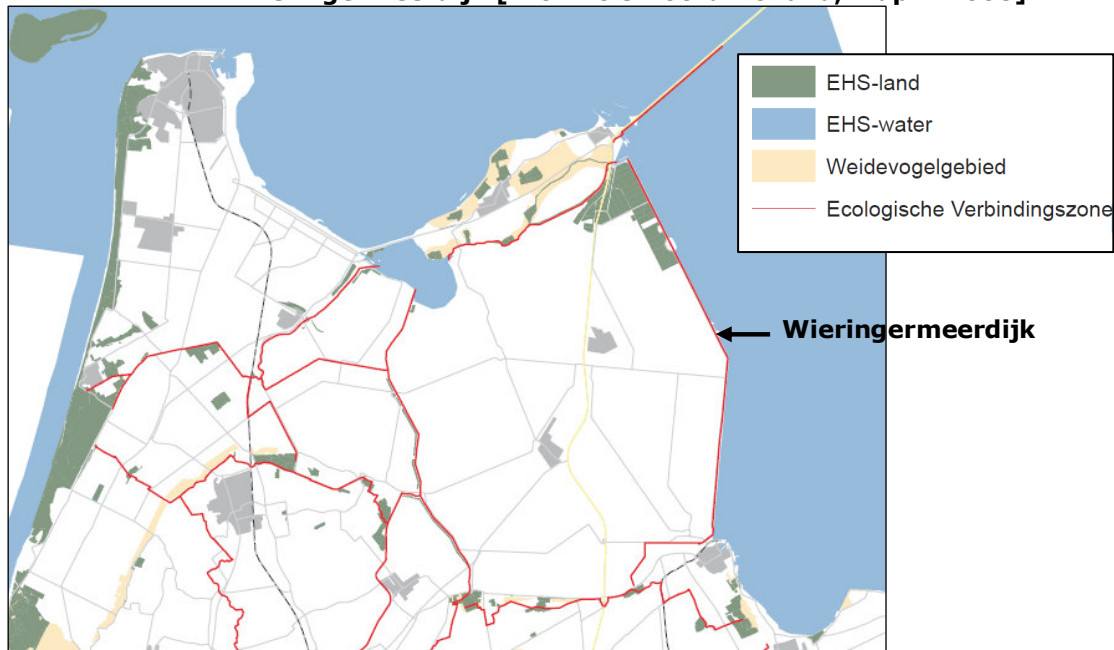 EHS-land
EHS-water
Weidevogelgebied
Ecologische Verbindingszone
Wieringermeerdijk